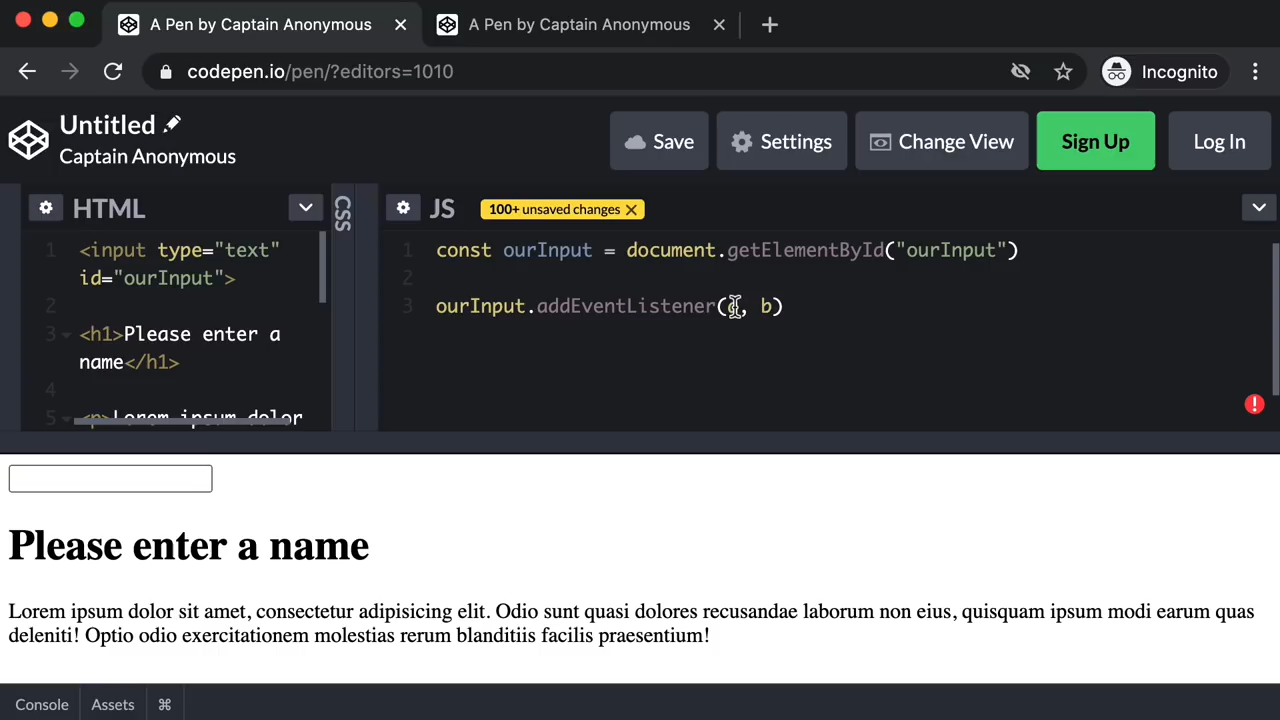 A Pen by Captain Anonymous
A Pen by Captain Anonymous
codepen.io/pen/?editors=1010
Incognito
Untitled
Captain Anonymous
Save
Settings
Change View
Sign Up
Log In
HTML
CSS
JS
100+ unsaved changes
1 <input type="text"
id="ourInput">
2
3 <h1>Please enter a
name</h1>
4
5 <p>Lorem ipsum dolor
1 const ourInput = document.getElementById("ourInput")
2
3 ourInput.addEventListener(a, b)
Please enter a name
Lorem ipsum dolor sit amet, consectetur adipisicing elit. Odio sunt quasi dolores recusandae laborum non eius, quisquam ipsum modi earum quas
deleniti! Optio odio exercitationem molestias rerum blanditiis facilis praesentium!
Console
Assets
⌘